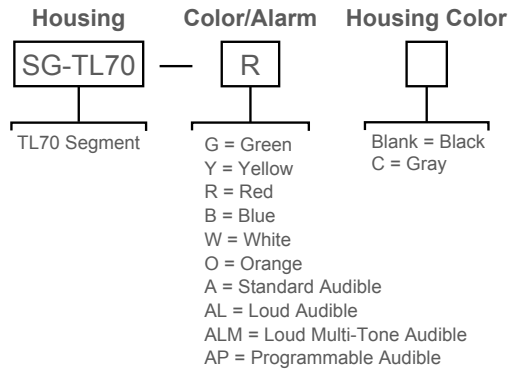 Housing
Color/Alarm
Housing Color
SG-TL70 — R
TL70 Segment
G = Green
Y = Yellow
R = Red
B = Blue
W = White
O = Orange
A = Standard Audible
AL = Loud Audible
ALM = Loud Multi-Tone Audible
AP = Programmable Audible
Blank = Black
C = Gray